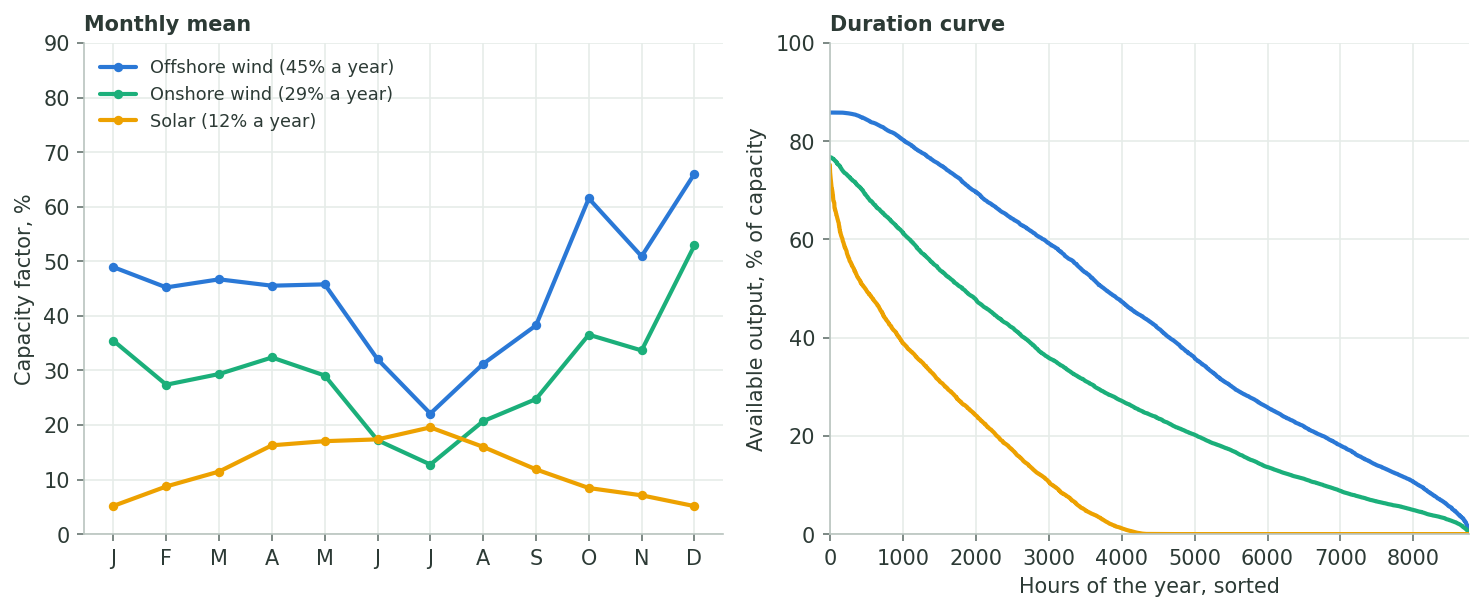 Monthly mean
Capacity factor, %
90
80
70
60
50
40
30
20
10
0
Offshore wind (45% a year)
Onshore wind (29% a year)
Solar (12% a year)
J F M A M J J A S O N D
Duration curve
Available output, % of capacity
100
80
60
40
20
0
0 1000 2000 3000 4000 5000 6000 7000 8000
Hours of the year, sorted